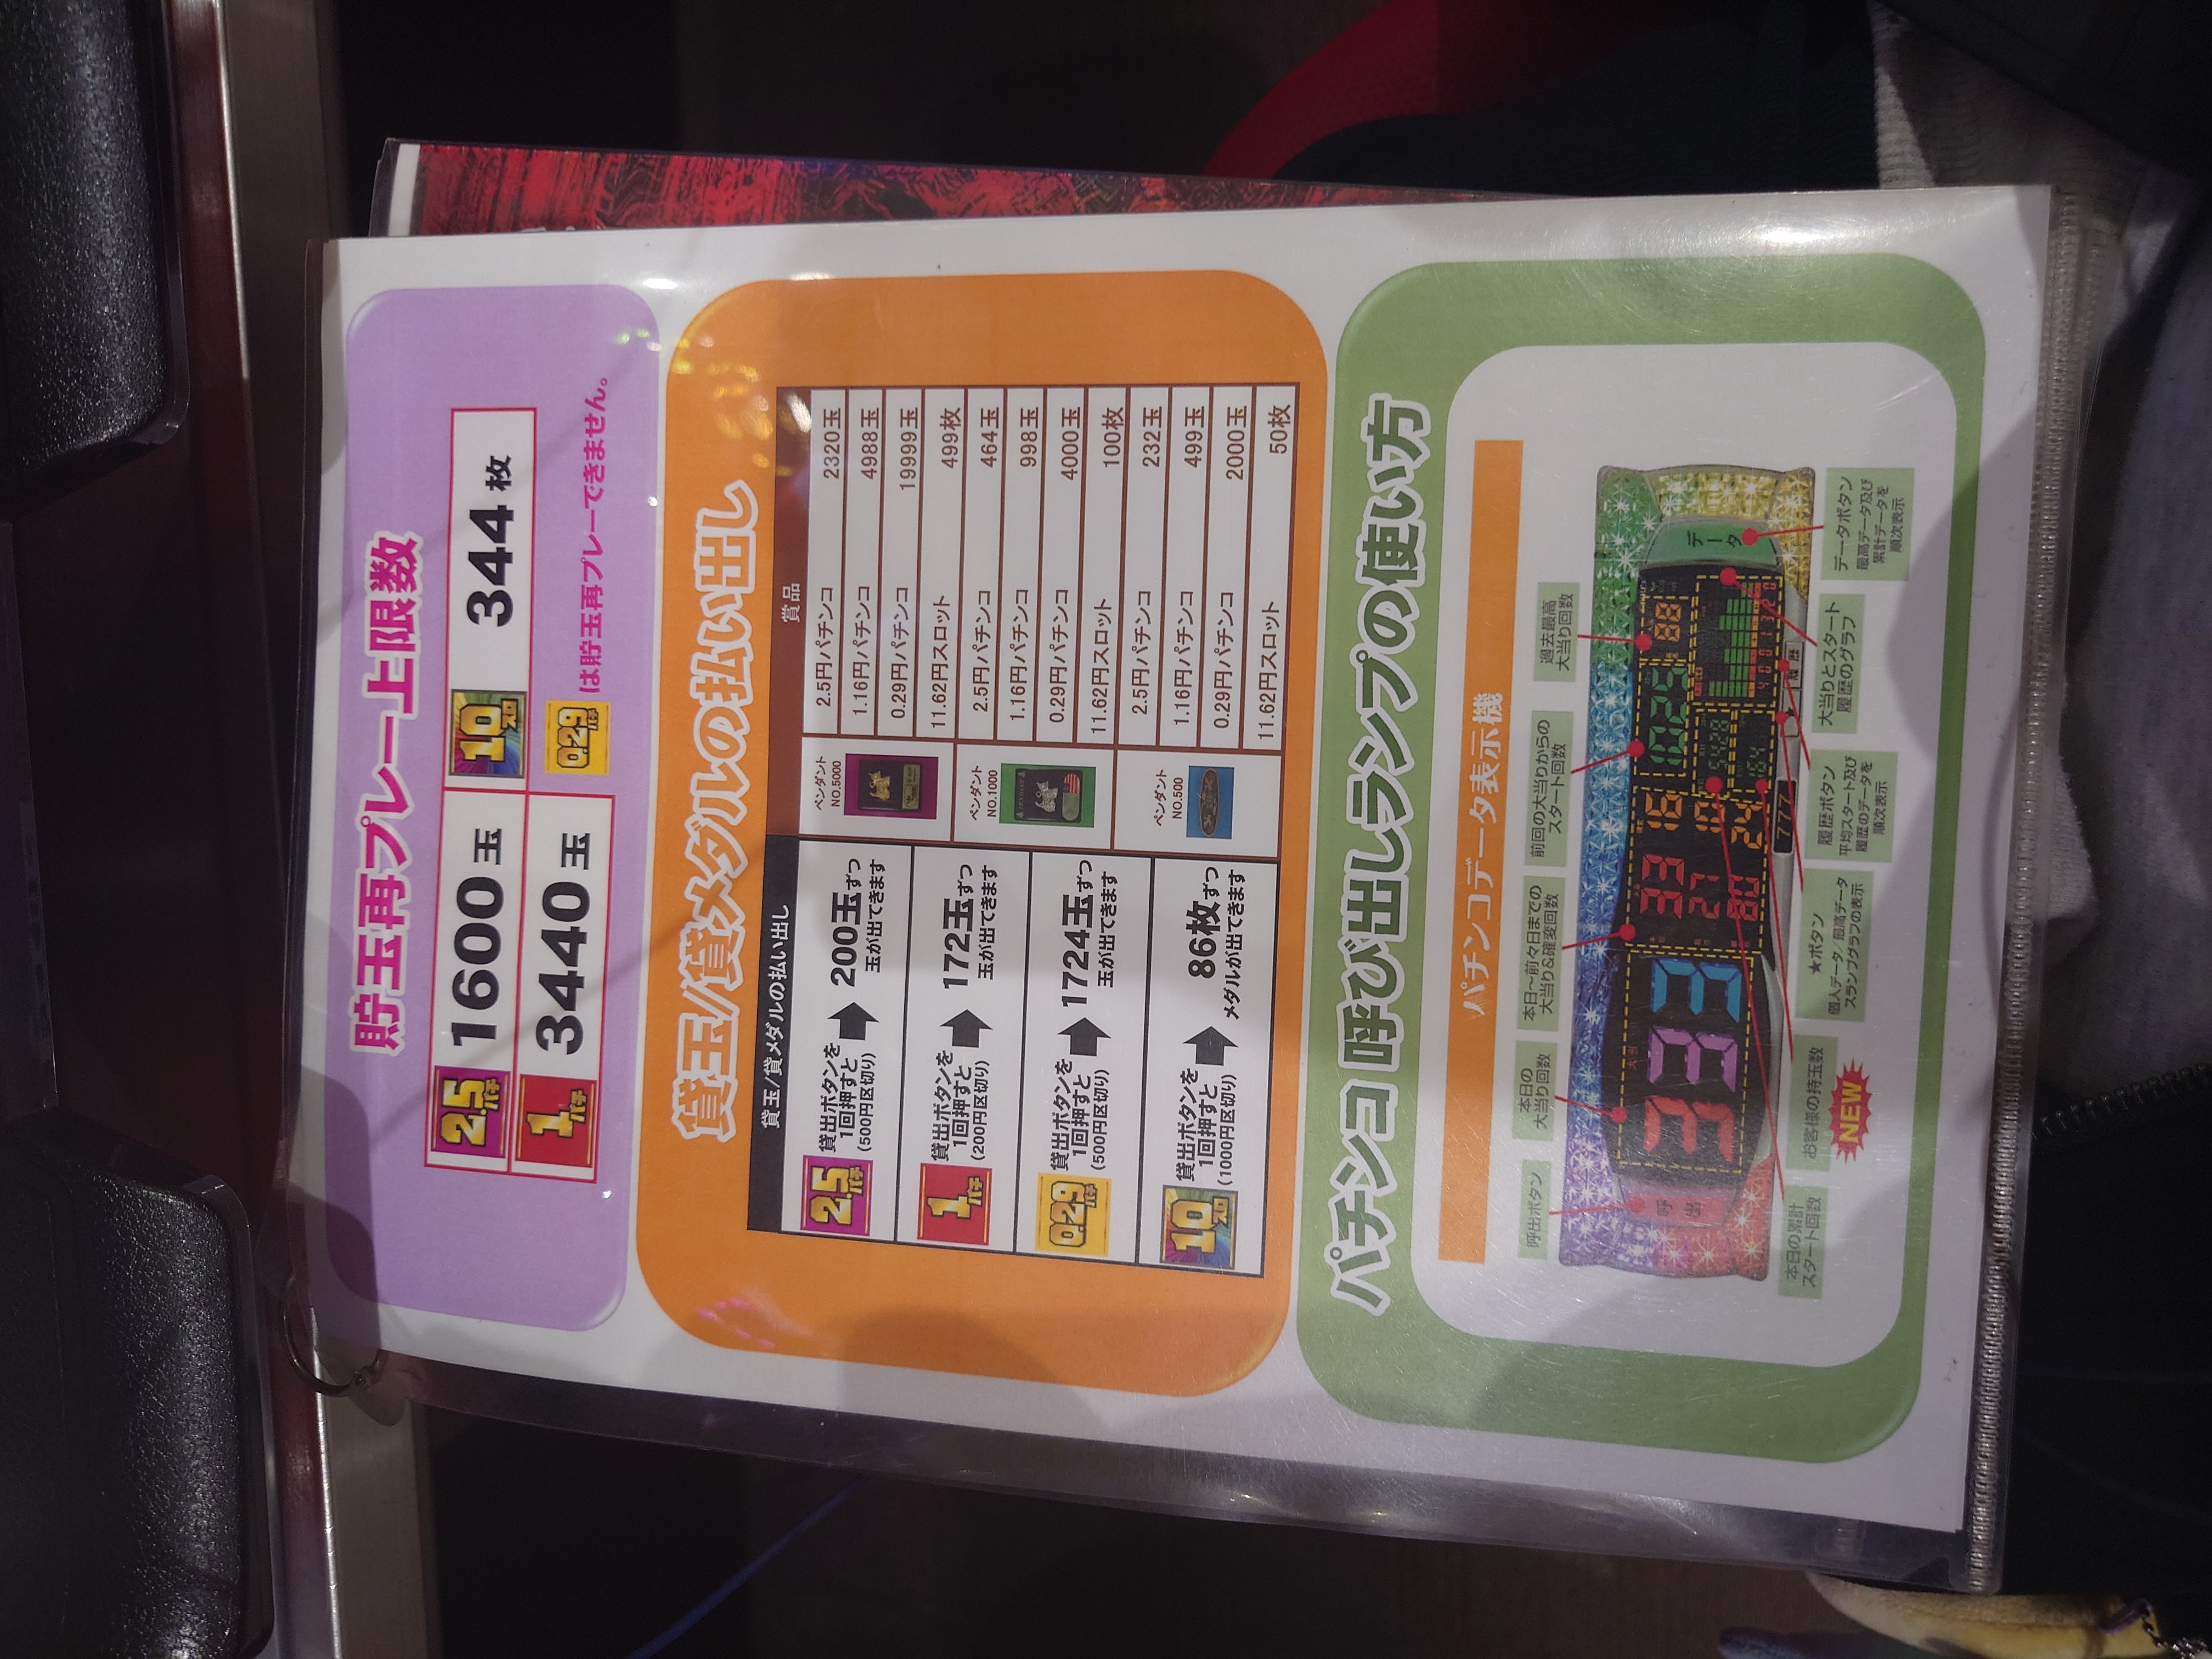 貯玉再プレー上限数
2.5パチ 1600玉 10スロ 344枚
1パチ 3440玉 0.29パチ は貯玉再プレーできません。
貸玉/貸メダルの払い出し
貸玉/貸メダルの払い出し
2.5パチ
貸出ボタンを
1回押すと
(500円区切り)
200玉ずつ
玉が出てきます
1パチ
貸出ボタンを
1回押すと
(200円区切り)
172玉ずつ
玉が出てきます
0.29パチ
貸出ボタンを
1回押すと
(500円区切り)
1724玉ずつ
玉が出てきます
10スロ
貸出ボタンを
1回押すと
(1000円区切り)
86枚ずつ
メダルが出てきます
賞品
ペンダント
NO.5000
2.5円パチンコ 2320玉
1.16円パチンコ 4988玉
0.29円パチンコ 19999玉
11.62円スロット 499枚
ペンダント
NO.1000
2.5円パチンコ 464玉
1.16円パチンコ 998玉
0.29円パチンコ 4000玉
11.62円スロット 100枚
ペンダント
NO.500
2.5円パチンコ 232玉
1.16円パチンコ 499玉
0.29円パチンコ 2000玉
11.62円スロット 50枚
パチンコ 呼び出しランプの使い方
パチンコデータ表示機
呼出ボタン
本日の
大当り回数
本日～前々日までの
大当り&確変回数
前回の大当りからの
スタート回数
過去最高
大当り回数
呼出
大当
333
33 16
27
80 24
1025
88
データ
777
履歴
本日の累計
スタート回数
お客様の持玉数
NEW
★ボタン
個人データ/最高データ
スランプグラフの表示
履歴ボタン
平均スタート及び
履歴のデータを
順次表示
大当りとスタート
履歴のグラフ
データボタン
最高データ及び
累計データを
順次表示